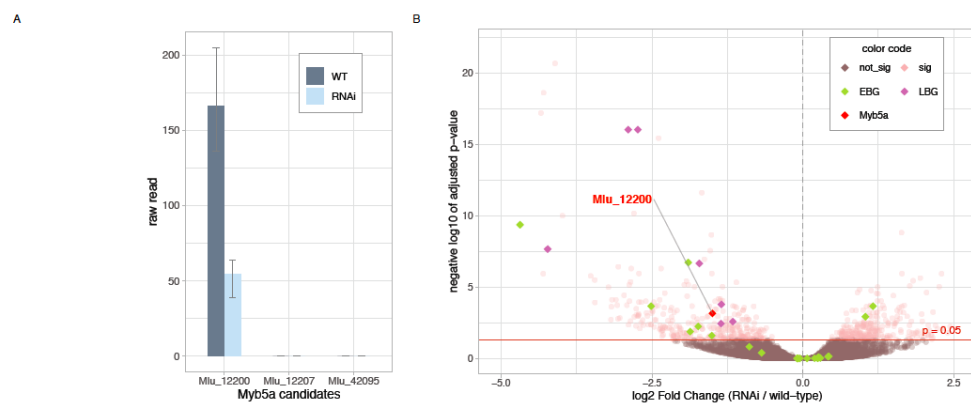 A
raw read
200
150
100
50
0
WT
RNAi
Mlu_12200 Mlu_12207 Mlu_42095
Myb5a candidates
B
negative log10 of adjusted p-value
20
15
10
5
0
color code
not_sig sig
EBG LBG
Myb5a
Mlu_12200
p = 0.05
−5.0 −2.5 0.0 2.5
log2 Fold Change (RNAi / wild−type)